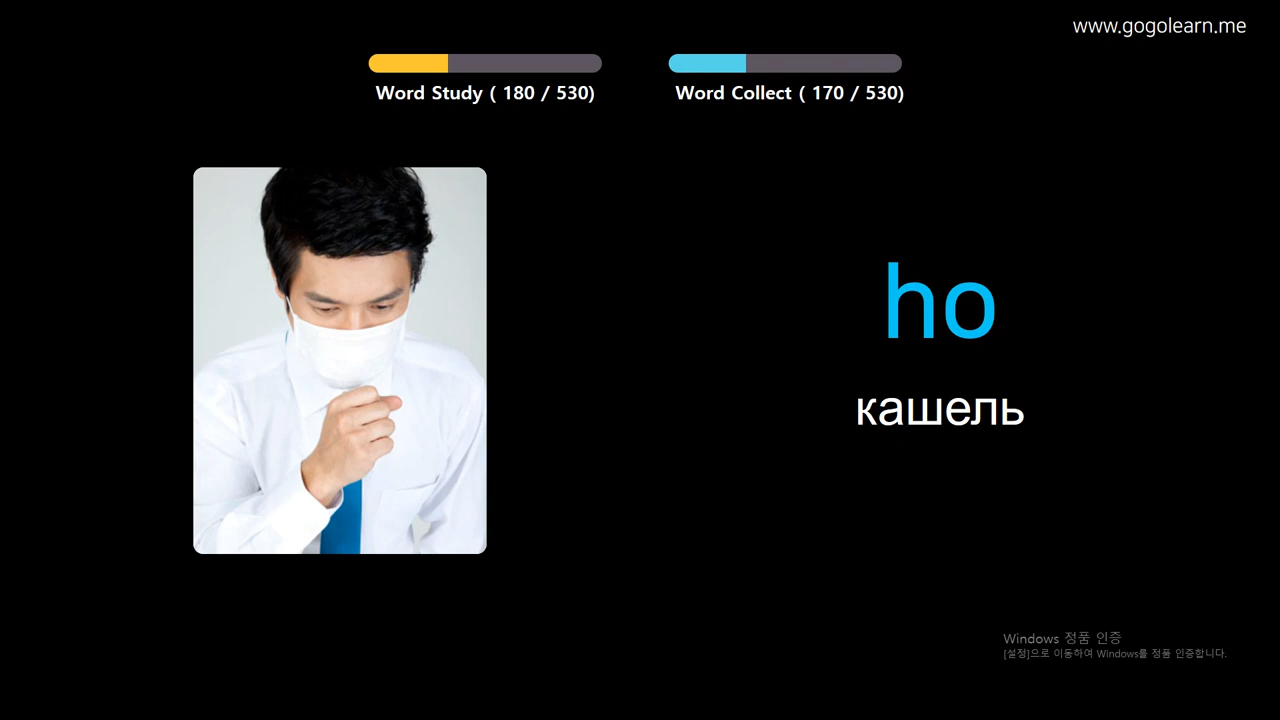 www.gogolearn.me
Word Study ( 180 / 530)
Word Collect ( 170 / 530)
ho
кашель
Windows 정품 인증
[설정]으로 이동하여 Windows를 정품 인증합니다.